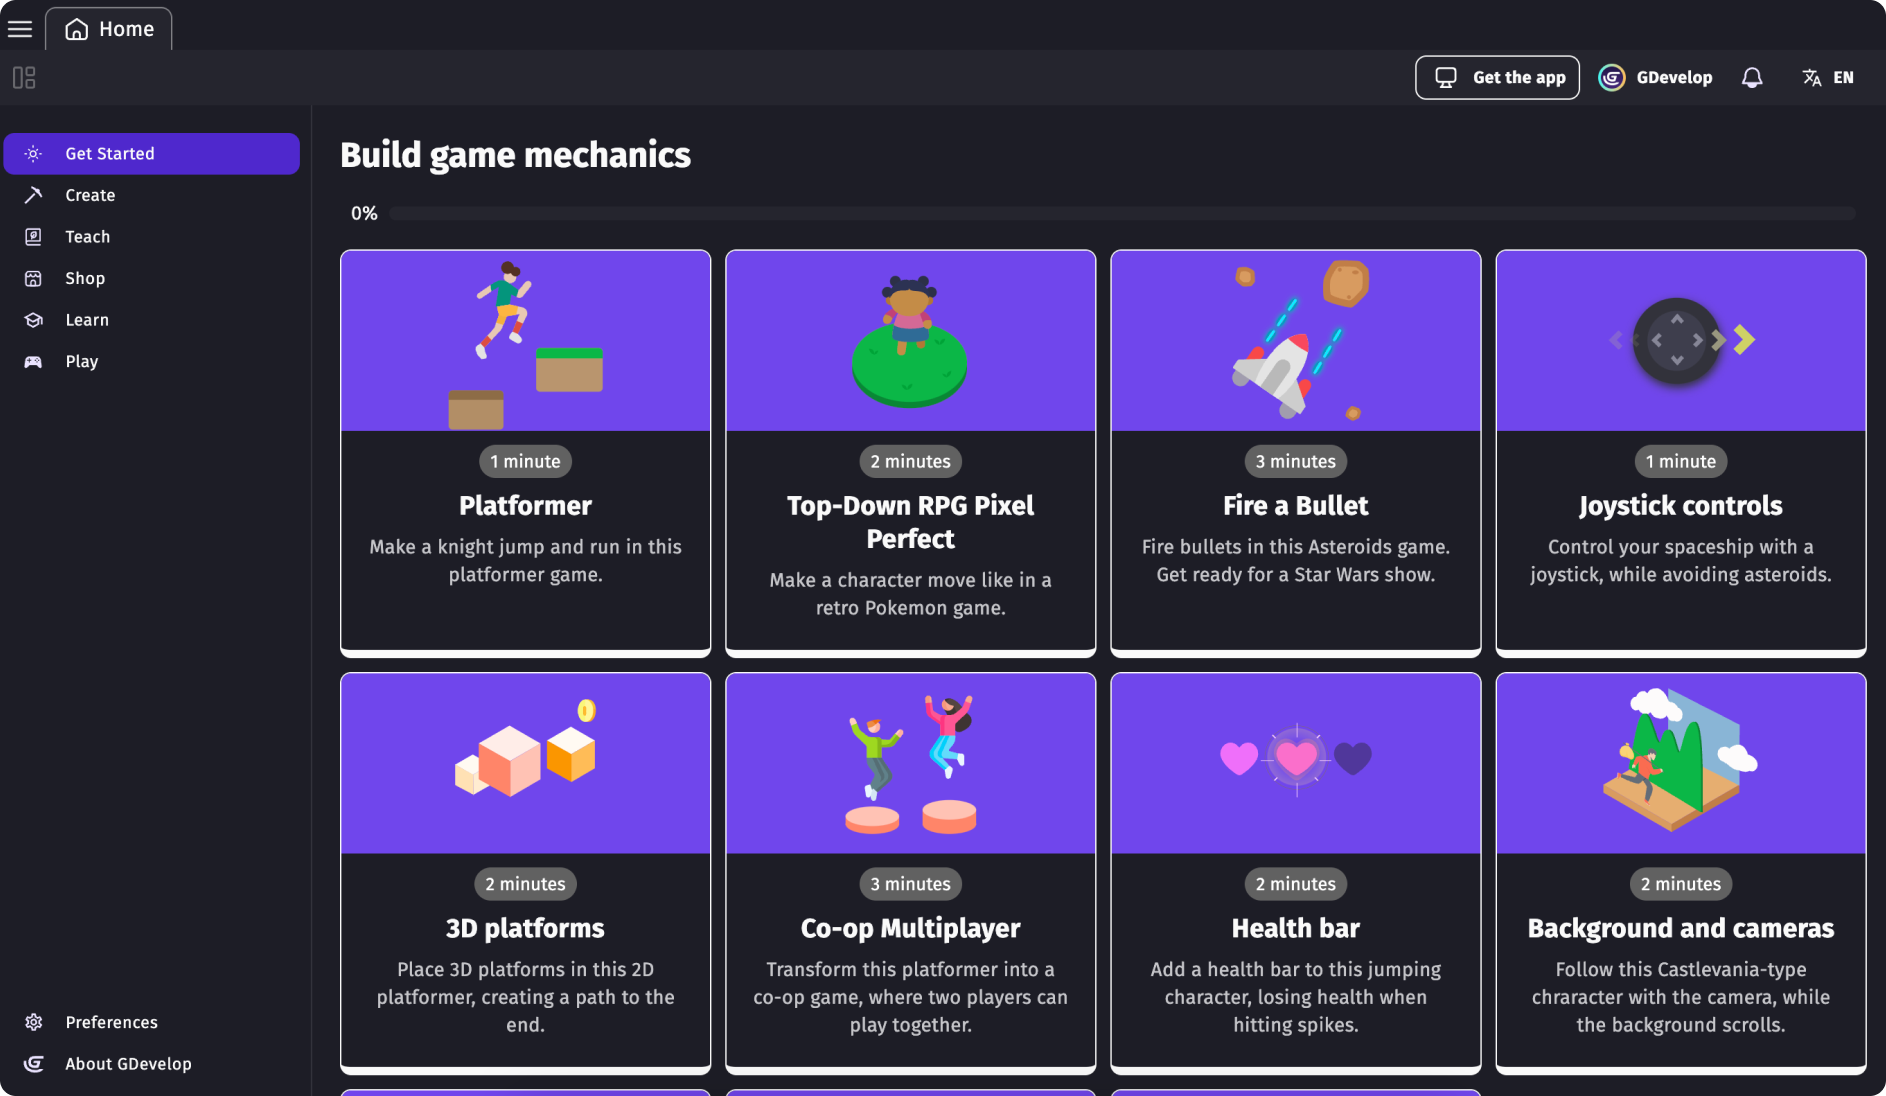 Home
Get the app
GDevelop
EN
Get Started
Create
Teach
Shop
Learn
Play
Preferences
About GDevelop
Build game mechanics
0%
1 minute
Platformer
Make a knight jump and run in this
platformer game.
2 minutes
Top-Down RPG Pixel
Perfect
Make a character move like in a
retro Pokemon game.
3 minutes
Fire a Bullet
Fire bullets in this Asteroids game.
Get ready for a Star Wars show.
1 minute
Joystick controls
Control your spaceship with a
joystick, while avoiding asteroids.
2 minutes
3D platforms
Place 3D platforms in this 2D
platformer, creating a path to the
end.
3 minutes
Co-op Multiplayer
Transform this platformer into a
co-op game, where two players can
play together.
2 minutes
Health bar
Add a health bar to this jumping
character, losing health when
hitting spikes.
2 minutes
Background and cameras
Follow this Castlevania-type
chraracter with the camera, while
the background scrolls.